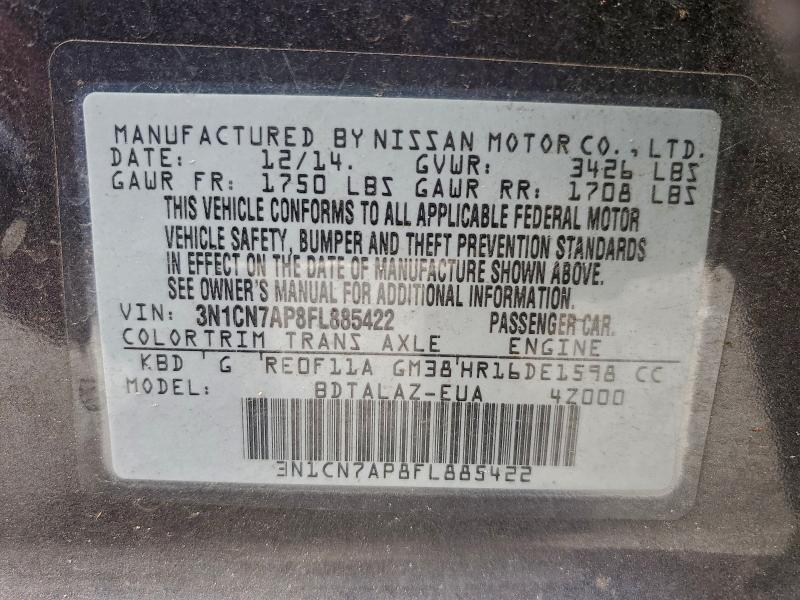 MANUFACTURED BY NISSAN MOTOR CO., LTD.
DATE: 12/14. GVWR: 3426 LBS
GAWR FR: 1750 LBS GAWR RR: 1708 LBS
THIS VEHICLE CONFORMS TO ALL APPLICABLE FEDERAL MOTOR
VEHICLE SAFETY, BUMPER AND THEFT PREVENTION STANDARDS
IN EFFECT ON THE DATE OF MANUFACTURE SHOWN ABOVE.
SEE OWNER'S MANUAL FOR ADDITIONAL INFORMATION.
VIN: 3N1CN7AP8FL885422 PASSENGER CAR.
COLORTRIM TRANS AXLE ENGINE
KBD G RE0F11A GM38 HR16DE1598 CC
MODEL: BDTALAZ-EUA 4Z000
3N1CN7AP8FL885422